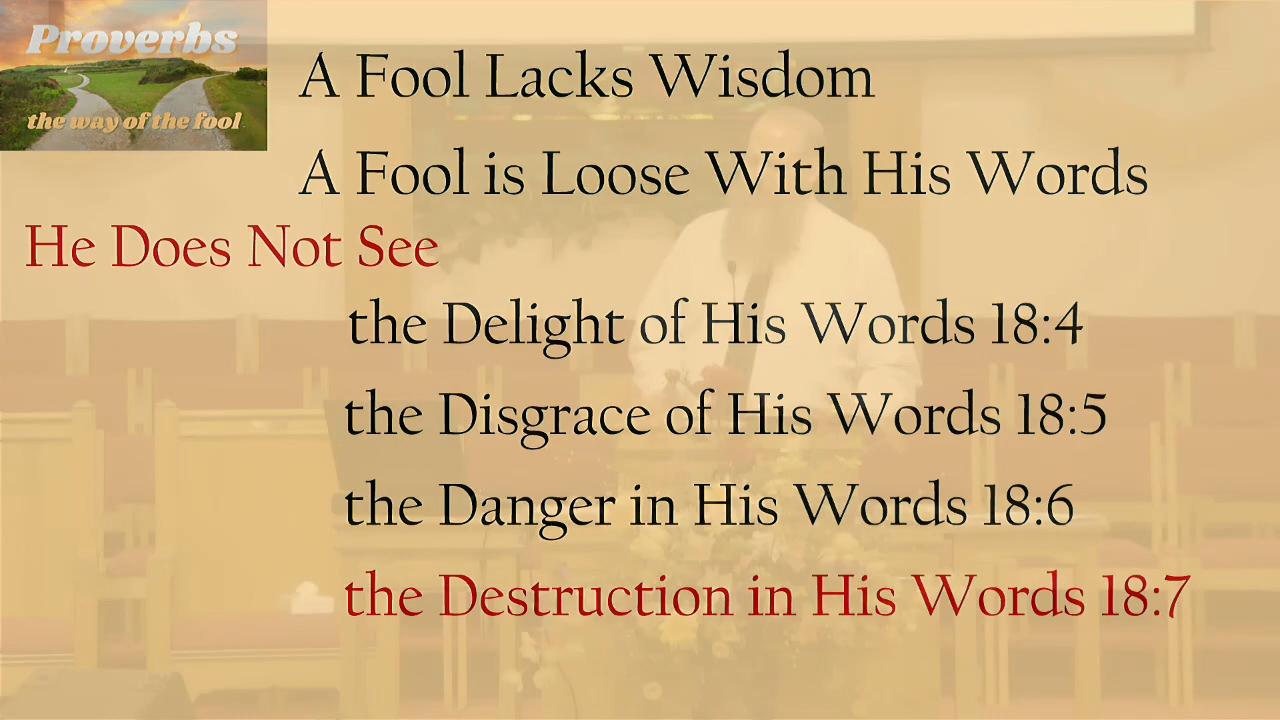 Proverbs
the way of the fool
A Fool Lacks Wisdom
A Fool is Loose With His Words
He Does Not See
the Delight of His Words 18:4
the Disgrace of His Words 18:5
the Danger in His Words 18:6
the Destruction in His Words 18:7